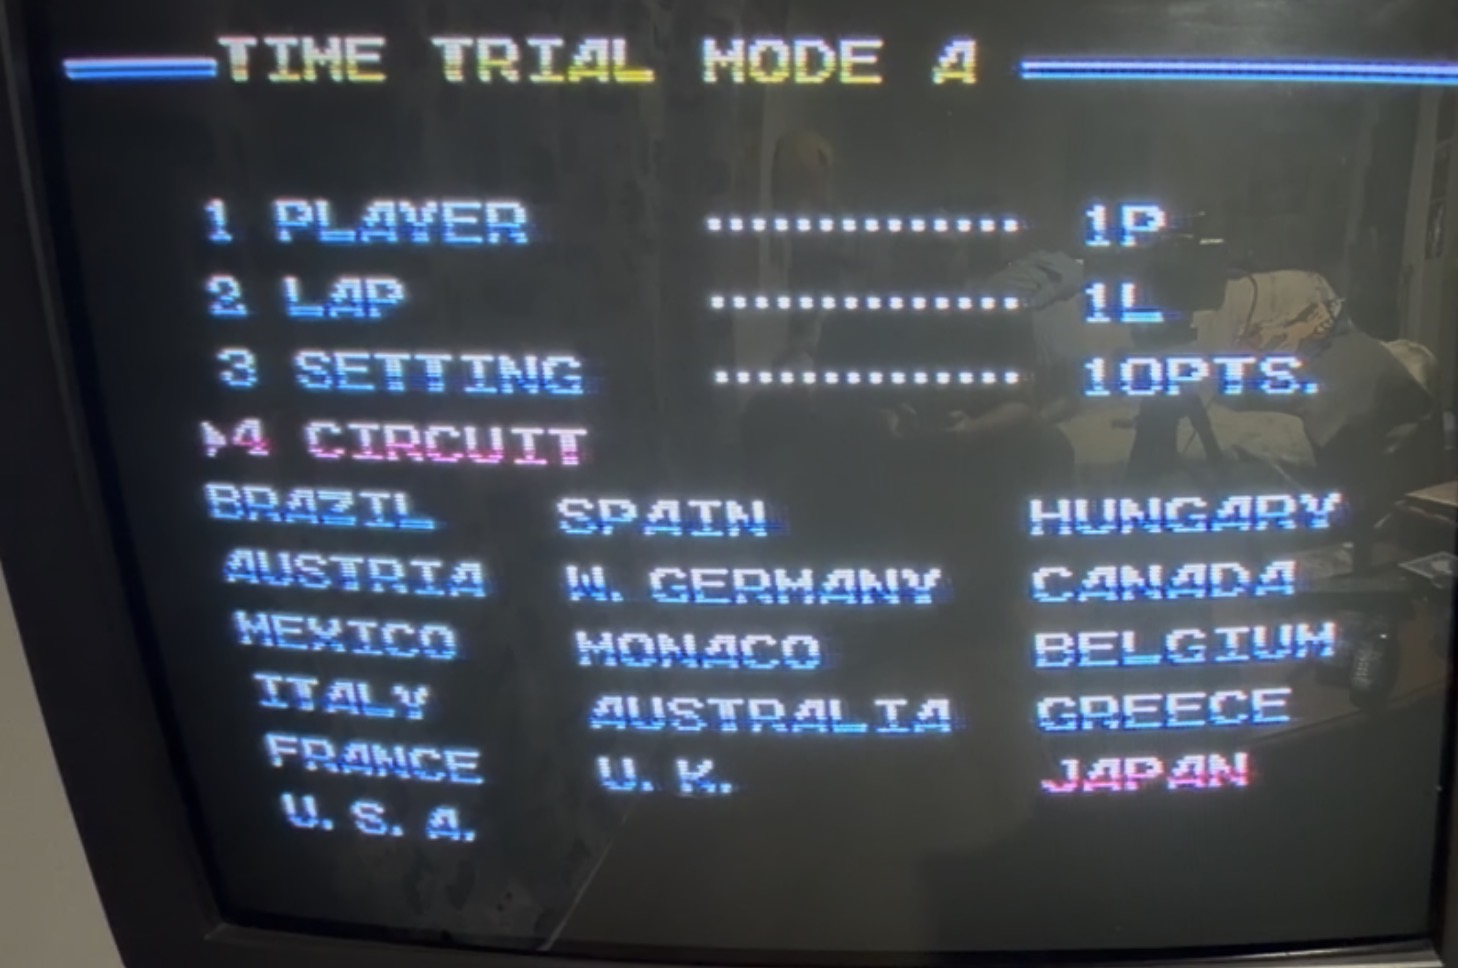 TIME TRIAL MODE A
1 PLAYER .............. 1P
2 LAP .............. 1L
3 SETTING .............. 10PTS.
▶4 CIRCUIT
BRAZIL SPAIN HUNGARY
AUSTRIA W. GERMANY CANADA
MEXICO MONACO BELGIUM
ITALY AUSTRALIA GREECE
FRANCE U. K. JAPAN
U. S. A.